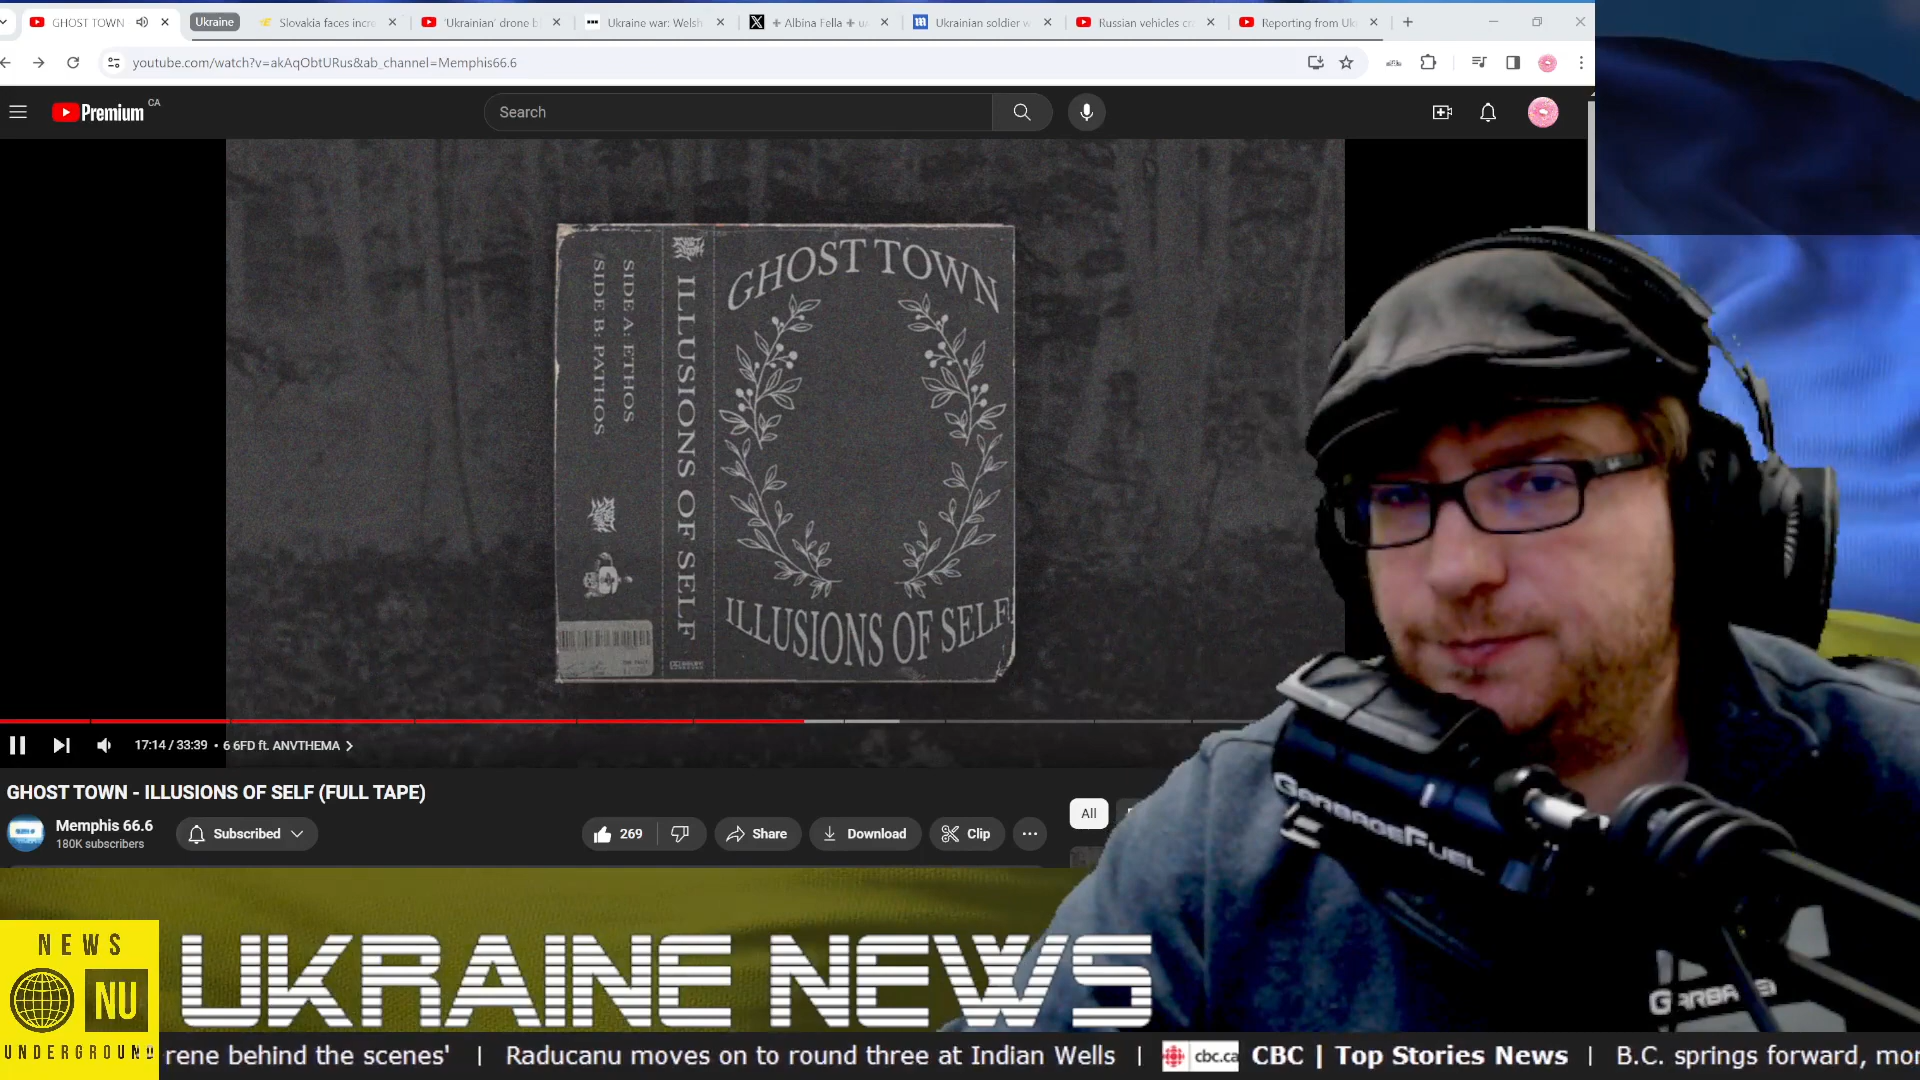 GHOST TOWN
Ukraine
Slovakia faces incre
'Ukrainian' drone b
Ukraine war: Welsh
Albina Fella
Ukrainian soldier w
Russian vehicles cr
Reporting from Uk
youtube.com/watch?v=akAqObtURus&ab_channel=Memphis66.6
Premium CA
Search
GHOST TOWN
SIDE A: ETHOS
SIDE B: PATHOS
ILLUSIONS OF SELF
ILLUSIONS OF SELF
17:14 / 33:39 • 6 6FD ft. ANVTHEMA >
GHOST TOWN - ILLUSIONS OF SELF (FULL TAPE)
Memphis 66.6
180K subscribers
Subscribed
269
Share
Download
Clip
All
GARBAGE FUEL
GARBAGE
NEWS
NU
UNDERGROUND
UKRAINE NEWS
rene behind the scenes' | Raducanu moves on to round three at Indian Wells | cbc.ca CBC | Top Stories News | B.C. springs forward, mor